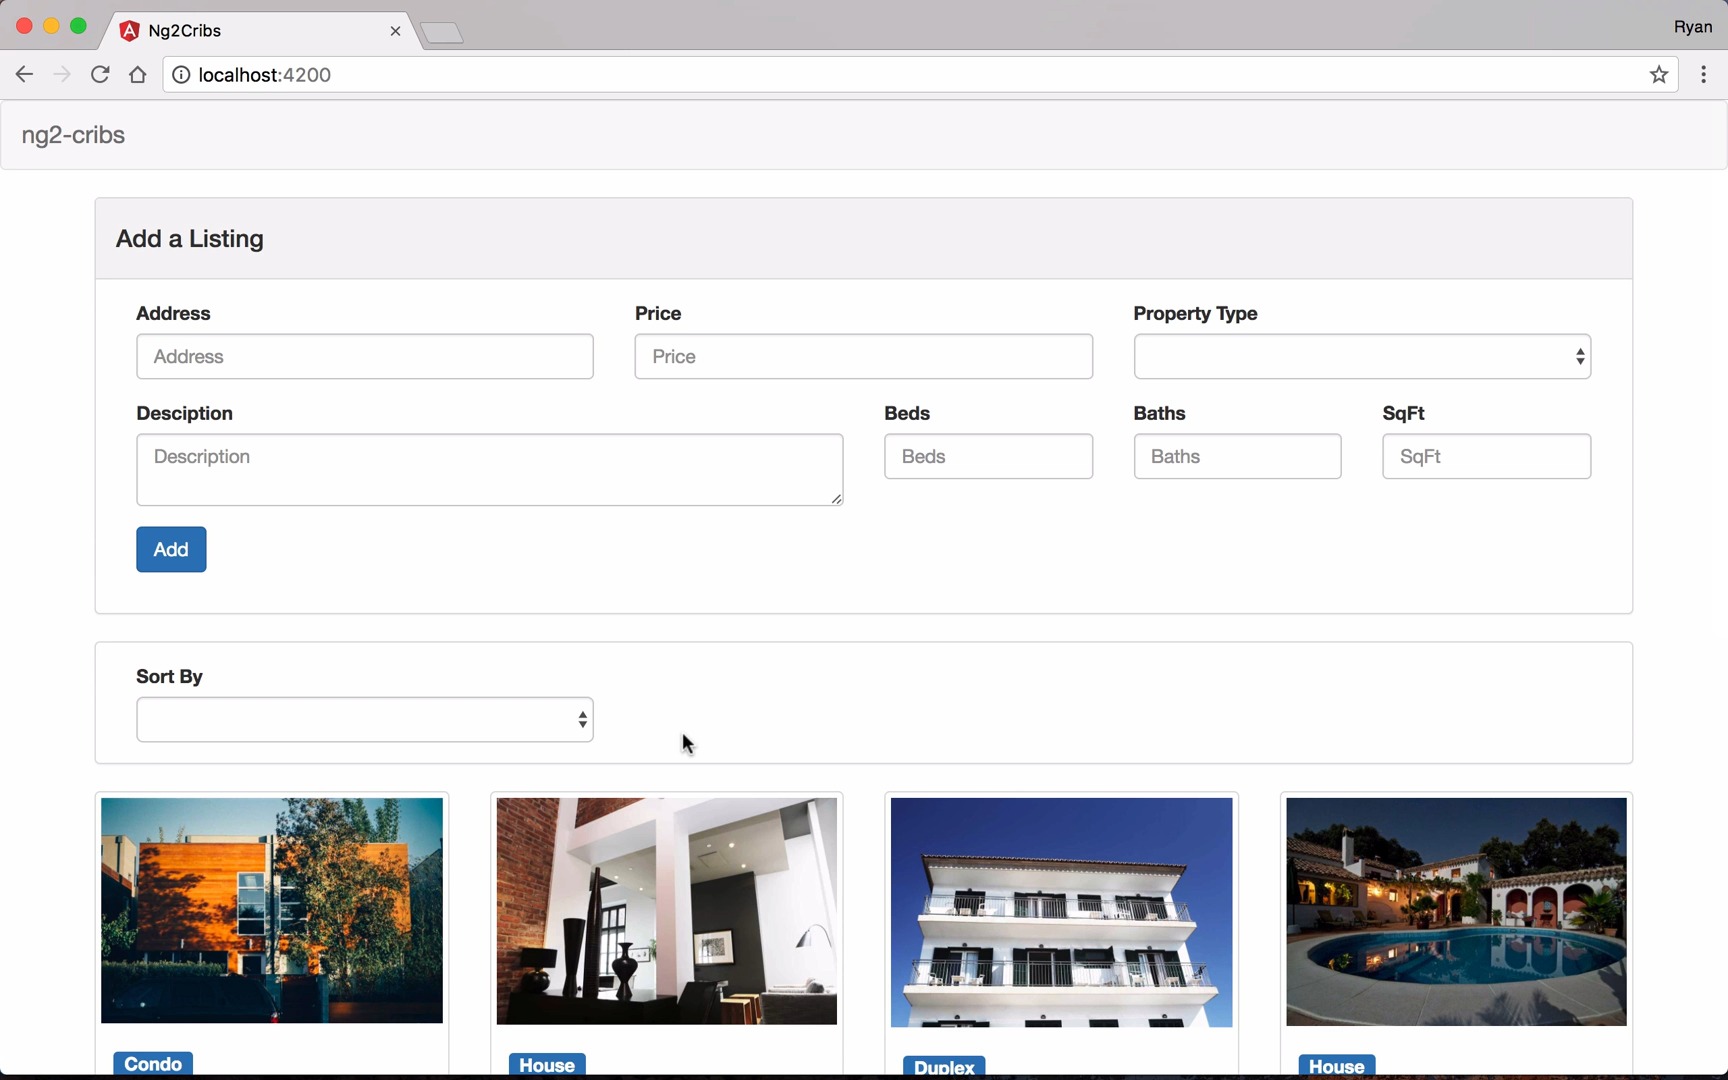 Ng2Cribs
Ryan
localhost:4200
ng2-cribs
Add a Listing
Address Price Property Type
Address Price
Desciption Beds Baths SqFt
Description Beds Baths SqFt
Add
Sort By
Condo House Duplex House